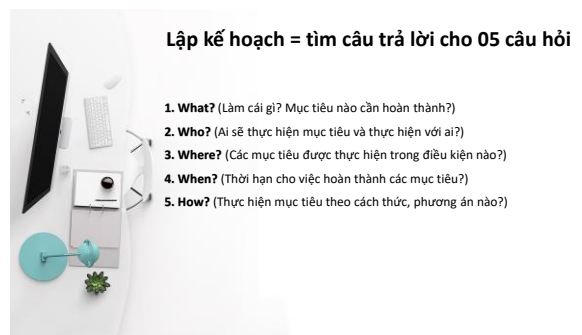 Lập kế hoạch = tìm câu trả lời cho 05 câu hỏi
1. What? (Làm cái gì? Mục tiêu nào cần hoàn thành?)
2. Who? (Ai sẽ thực hiện mục tiêu và thực hiện với ai?)
3. Where? (Các mục tiêu được thực hiện trong điều kiện nào?)
4. When? (Thời hạn cho việc hoàn thành các mục tiêu?)
5. How? (Thực hiện mục tiêu theo cách thức, phương án nào?)